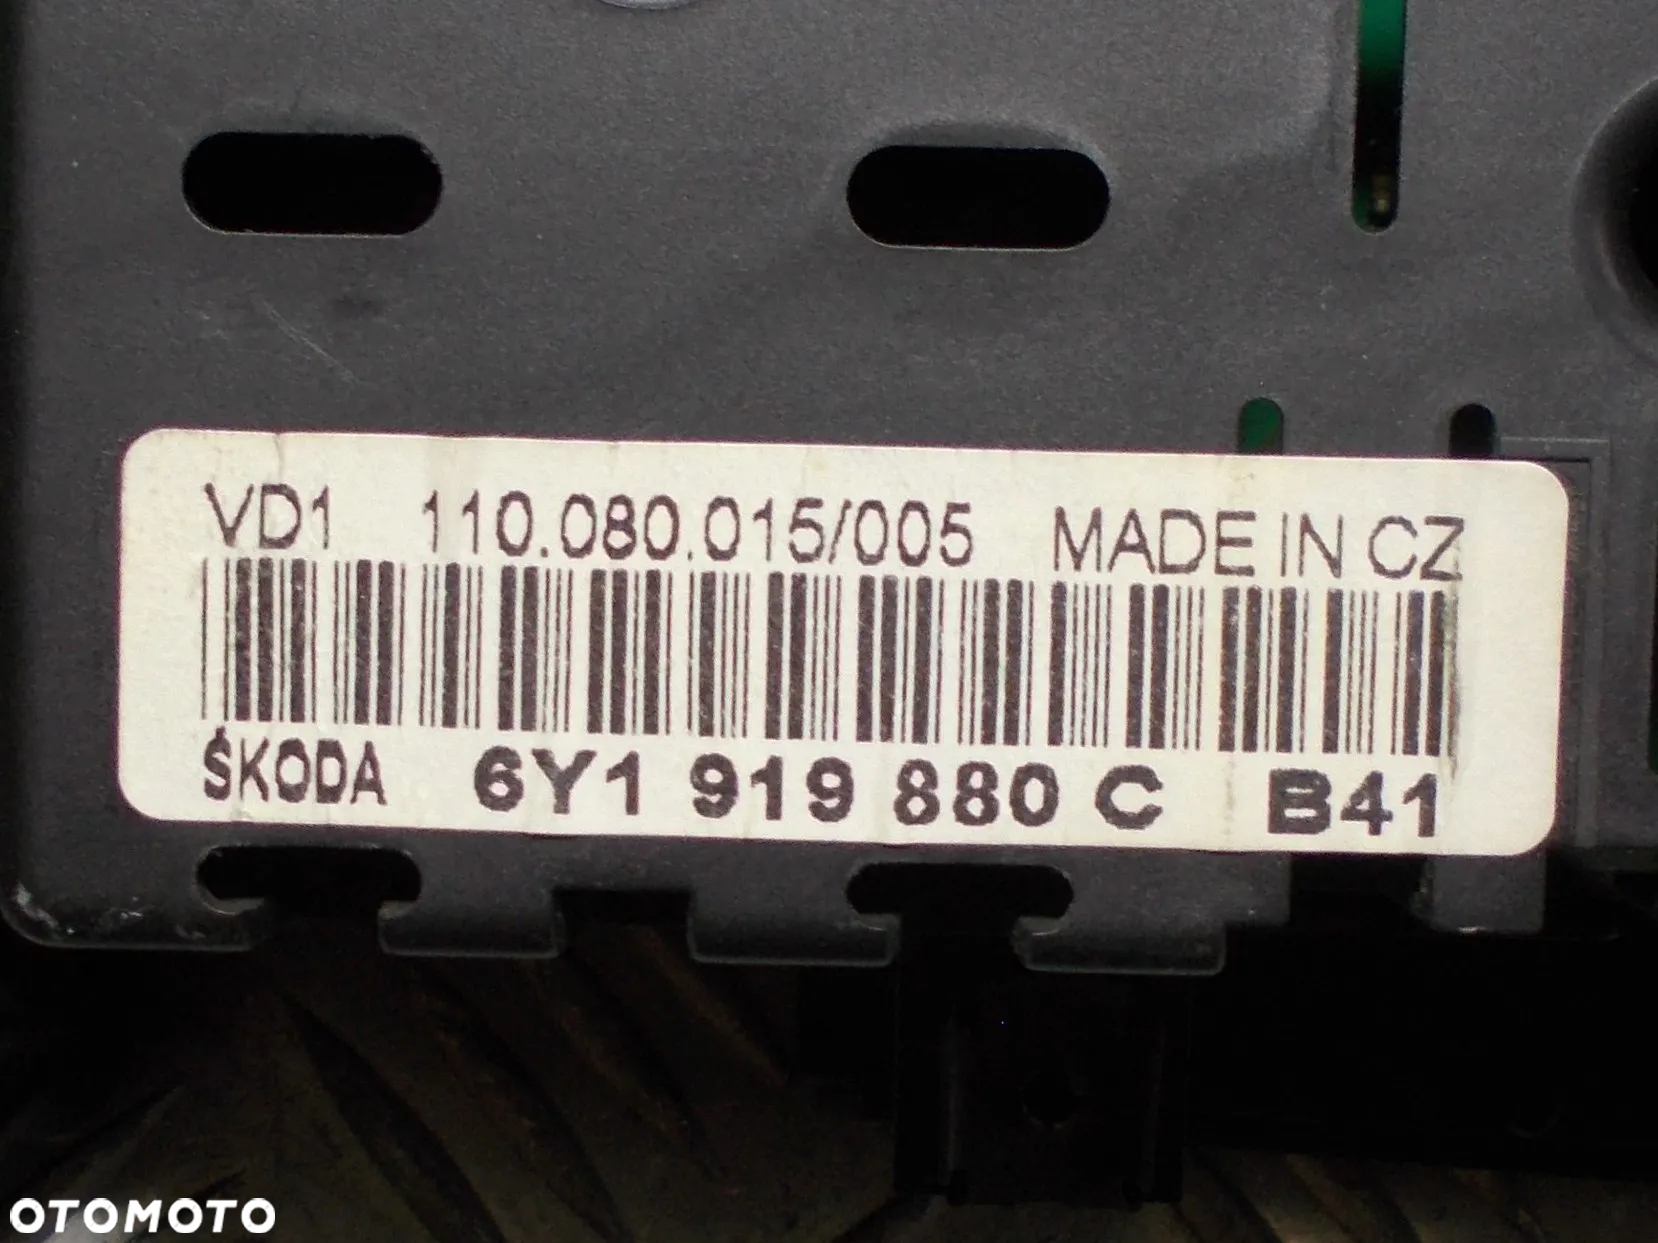 VD1 110.080.015/005 MADE IN CZ
ŠKODA 6Y1 919 880 C B41
OTOMOTO